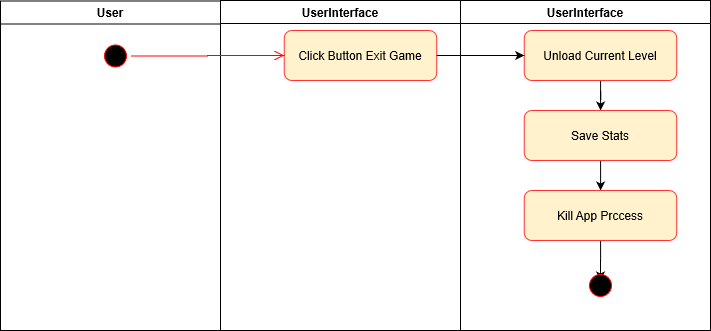 User
UserInterface
UserInterface
Click Button Exit Game
Unload Current Level
Save Stats
Kill App Prccess